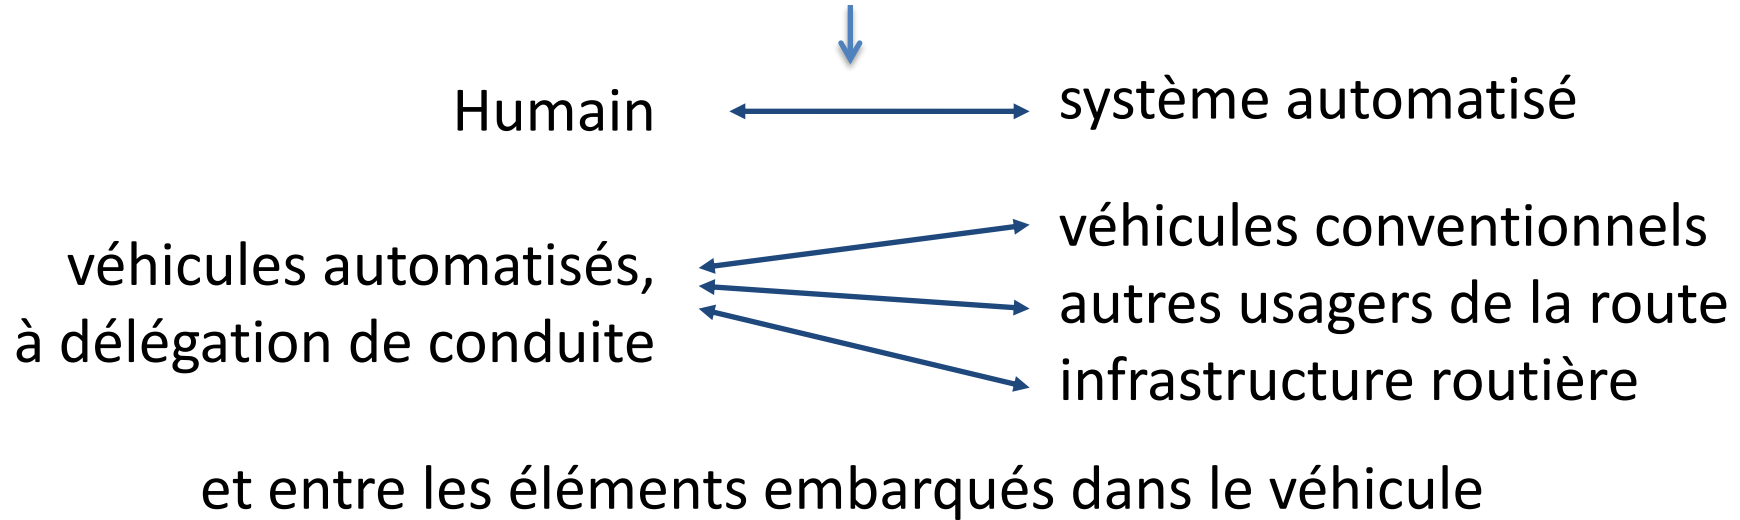 Humain
système automatisé
véhicules automatisés,
à délégation de conduite
véhicules conventionnels
autres usagers de la route
infrastructure routière
et entre les éléments embarqués dans le véhicule